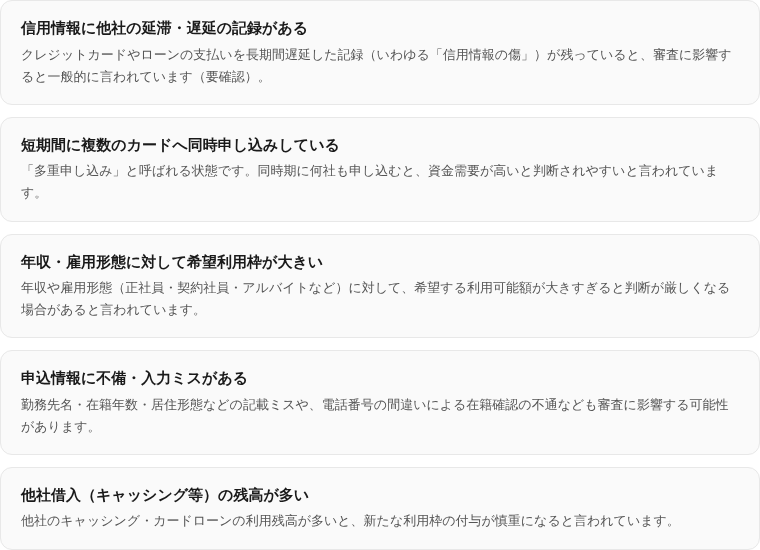 信用情報に他社の延滞・遅延の記録がある
クレジットカードやローンの支払いを長期間遅延した記録（いわゆる「信用情報の傷」）が残っていると、審査に影響す
ると一般的に言われています（要確認）。
短期間に複数のカードへ同時申し込みしている
「多重申し込み」と呼ばれる状態です。同時期に何社も申し込むと、資金需要が高いと判断されやすいと言われていま
す。
年収・雇用形態に対して希望利用枠が大きい
年収や雇用形態（正社員・契約社員・アルバイトなど）に対して、希望する利用可能額が大きすぎると判断が厳しくなる
場合があると言われています。
申込情報に不備・入力ミスがある
勤務先名・在籍年数・居住形態などの記載ミスや、電話番号の間違いによる在籍確認の不通なども審査に影響する可能性
があります。
他社借入（キャッシング等）の残高が多い
他社のキャッシング・カードローンの利用残高が多いと、新たな利用枠の付与が慎重になると言われています。